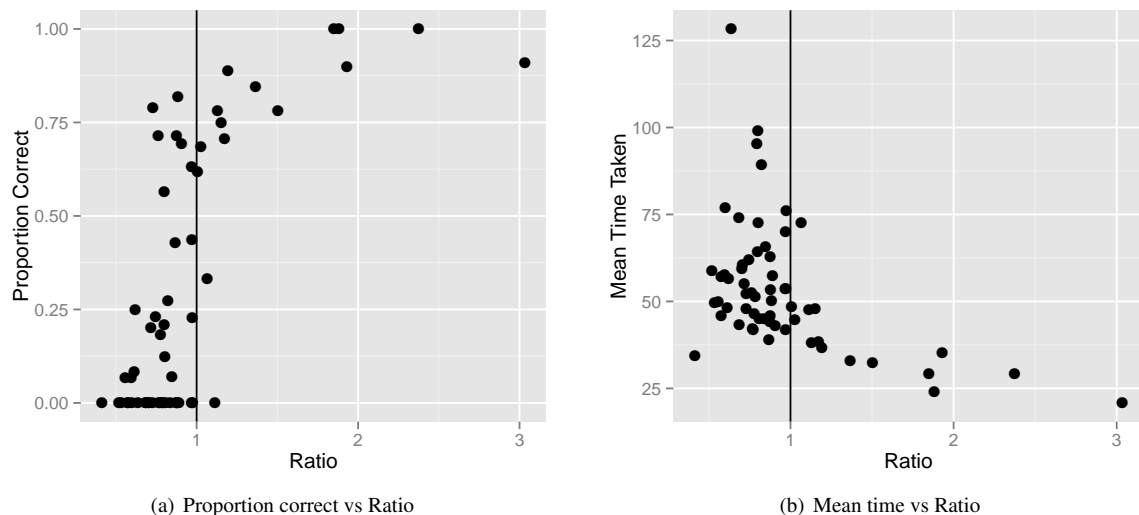 1.00
0.75
0.50
0.25
0.00
Proportion Correct
1
2
3
Ratio
(a) Proportion correct vs Ratio
125
100
75
50
25
Mean Time Taken
1
2
3
Ratio
(b) Mean time vs Ratio